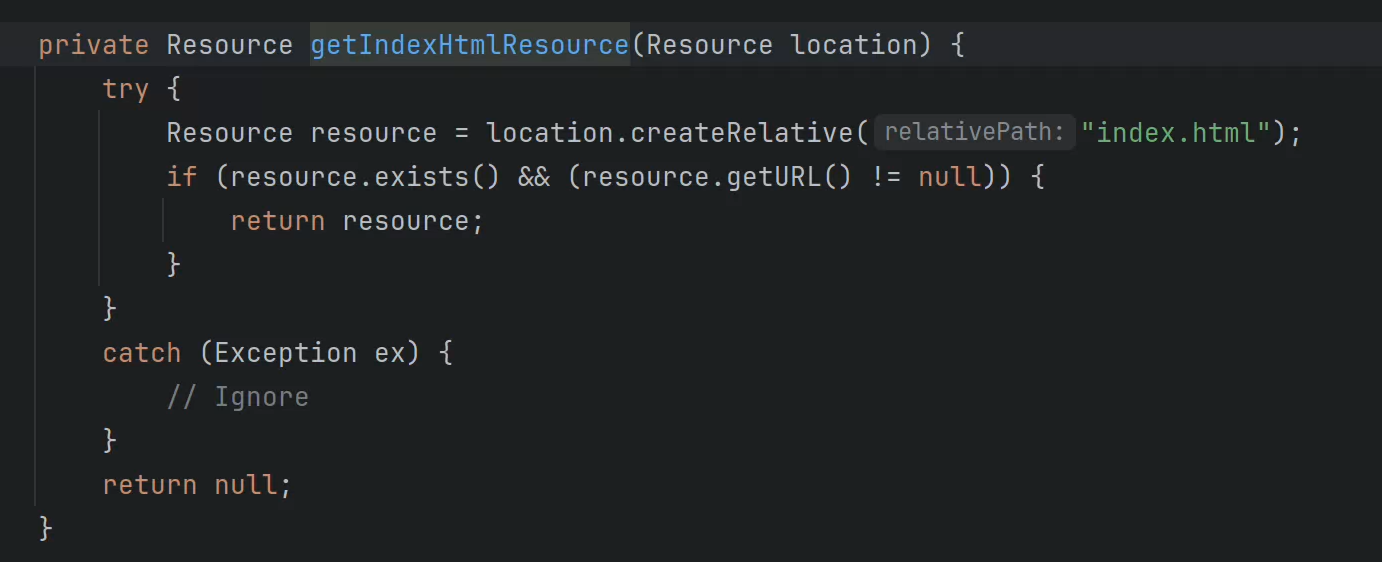 private Resource getIndexHtmlResource(Resource location) {
    try {
        Resource resource = location.createRelative( relativePath: "index.html");
        if (resource.exists() && (resource.getURL() != null)) {
            return resource;
        }
    }
    catch (Exception ex) {
        // Ignore
    }
    return null;
}